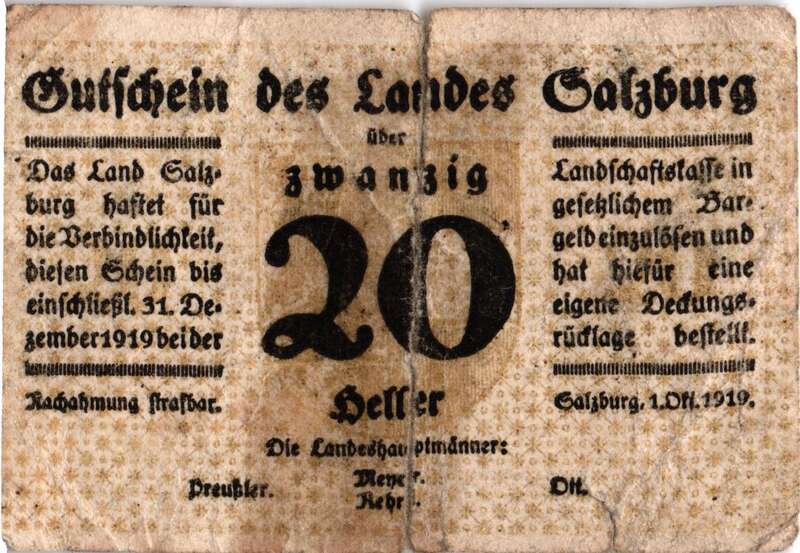 Gutschein des Landes Salzburg
über
zwanzig
20
Heller
Das Land Salz-
burg haftet für
die Verbindlichkeit,
diesen Schein bis
einschließl. 31. De-
zember 1919 bei der
Landschaftskasse in
gesetzlichem Bar-
geld einzulösen und
hat hiefür eine
eigene Deckungs-
rücklage bestellt.
Nachahmung strafbar.
Salzburg, 1. Okt. 1919.
Die Landeshauptmänner:
Preußler.
Meyer.
Rehrl.
Ott.